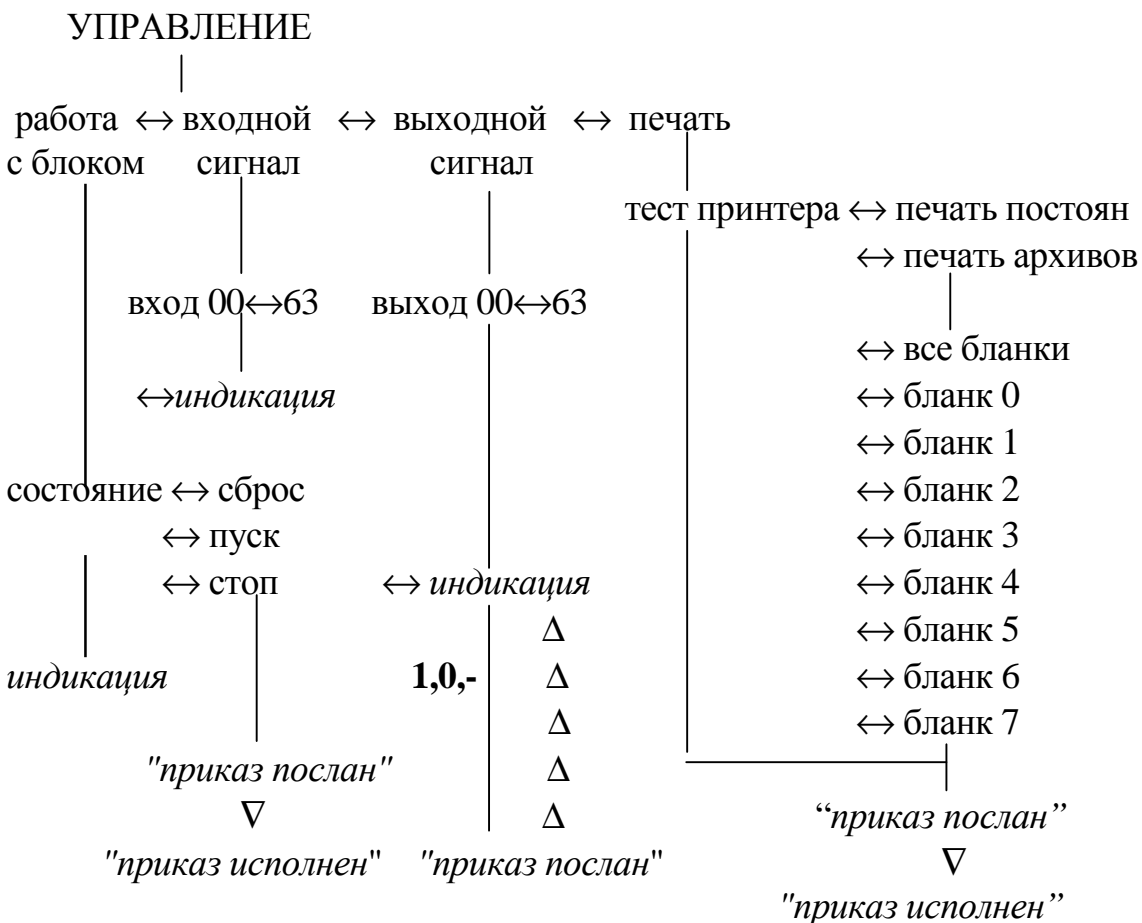 УПРАВЛЕНИЕ
работа ↔ входной ↔ выходной ↔ печать
с блоком сигнал сигнал
тест принтера ↔ печать постоян
↔ печать архивов
вход 00↔63 выход 00↔63
↔ все бланки
↔индикация ↔ бланк 0
↔ бланк 1
состояние ↔ сброс ↔ бланк 2
↔ пуск ↔ бланк 3
↔ стоп ↔ индикация ↔ бланк 4
Δ ↔ бланк 5
индикация 1,0,- Δ ↔ бланк 6
Δ ↔ бланк 7
"приказ послан" Δ
∇ Δ “приказ послан”
"приказ исполнен" "приказ послан" ∇
"приказ исполнен”